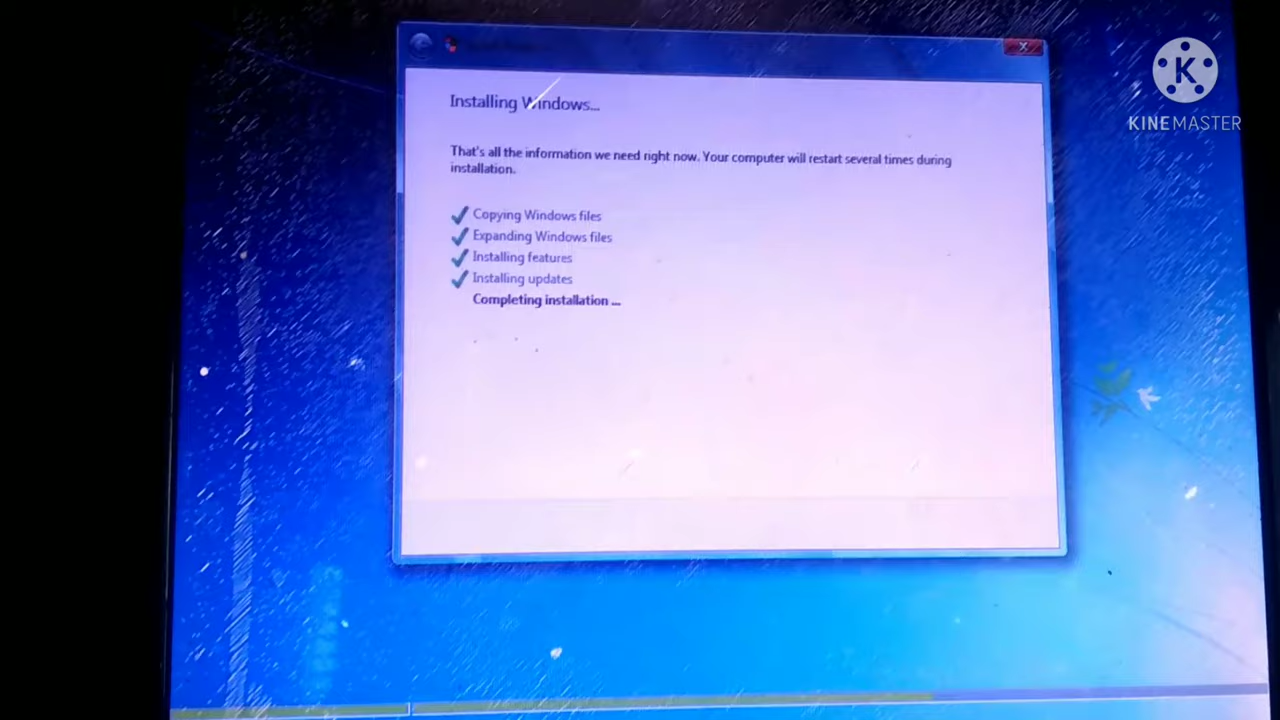 Installing Windows...
That's all the information we need right now. Your computer will restart several times during
installation.
Copying Windows files
Expanding Windows files
Installing features
Installing updates
Completing installation ...
K
KINEMASTER